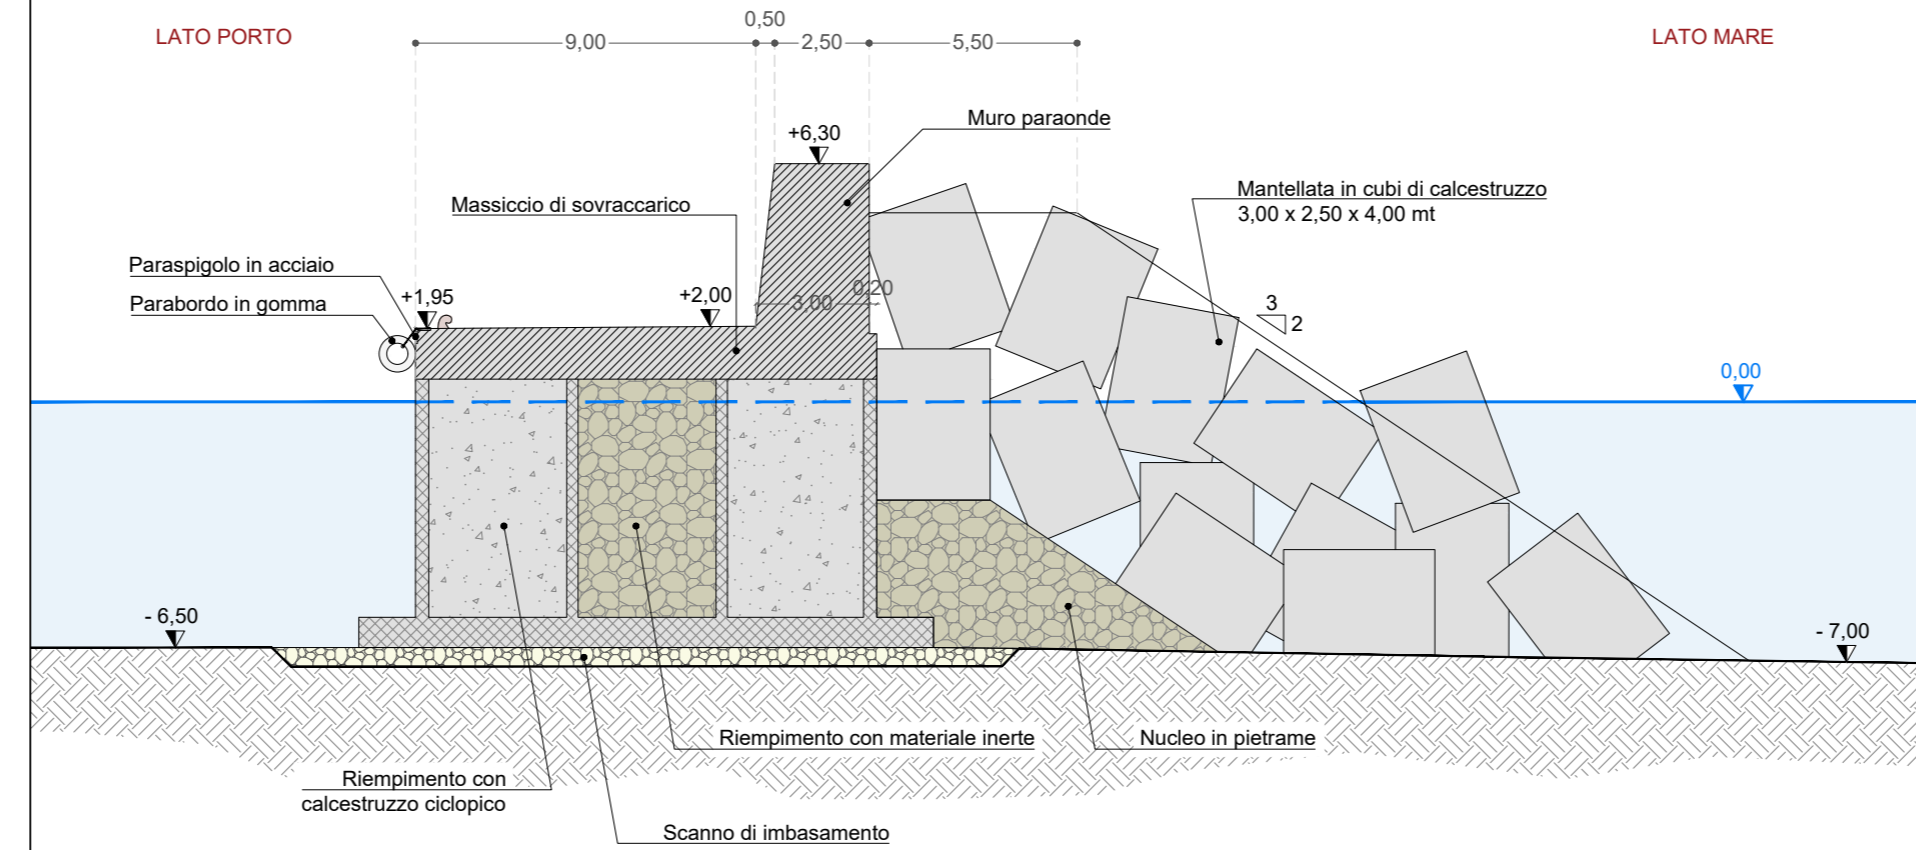 0,50
LATO PORTO
9,00
2,50
5,50
LATO MARE
Muro paraonde
+6,30
Mantellata in cubi di calcestruzzo
3,00 x 2,50 x 4,00 mt
Massiccio di sovraccarico
Paraspigolo in acciaio
Parabordo in gomma
+1,95
+2,00
0,20
3,00
3
2
0,00
- 6,50
- 7,00
Riempimento con materiale inerte
Nucleo in pietrame
Riempimento con
calcestruzzo ciclopico
Scanno di imbasamento